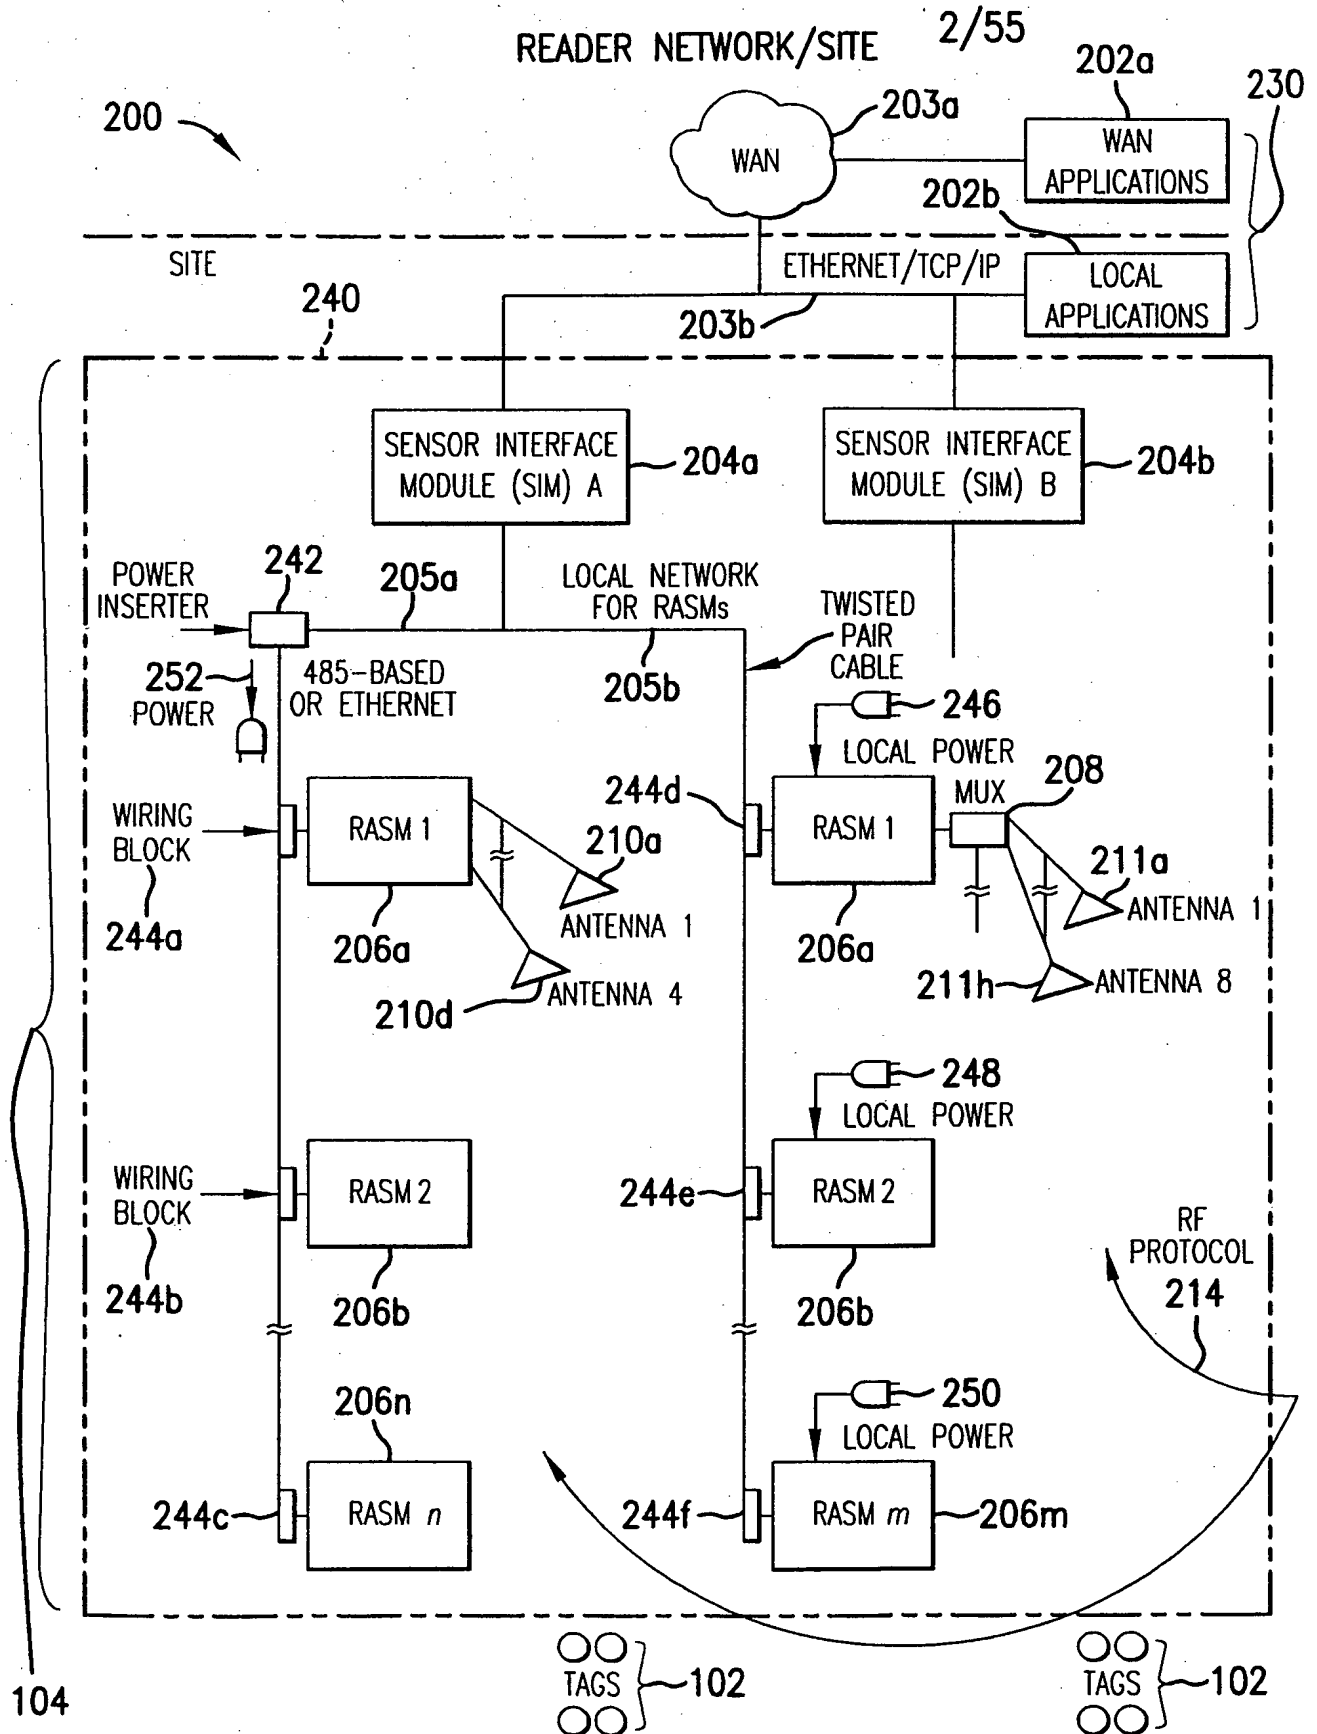 READER NETWORK/SITE 2/55
200
203a
202a
230
WAN
WAN
APPLICATIONS
202b
SITE
ETHERNET/TCP/IP
LOCAL
APPLICATIONS
240
203b
SENSOR INTERFACE
MODULE (SIM) A
204a
SENSOR INTERFACE
MODULE (SIM) B
204b
POWER
INSERTER
242
205a
LOCAL NETWORK
FOR RASMs
205b
TWISTED
PAIR
CABLE
252
POWER
485-BASED
OR ETHERNET
246
LOCAL POWER
WIRING
BLOCK
244a
RASM 1
206a
210a
ANTENNA 1
210d
ANTENNA 4
244d
RASM 1
206a
MUX
208
211a
ANTENNA 1
211h
ANTENNA 8
248
LOCAL POWER
WIRING
BLOCK
244b
RASM 2
206b
244e
RASM 2
206b
RF
PROTOCOL
214
206n
244c
RASM n
250
LOCAL POWER
244f
RASM m
206m
104
TAGS
102
TAGS
102